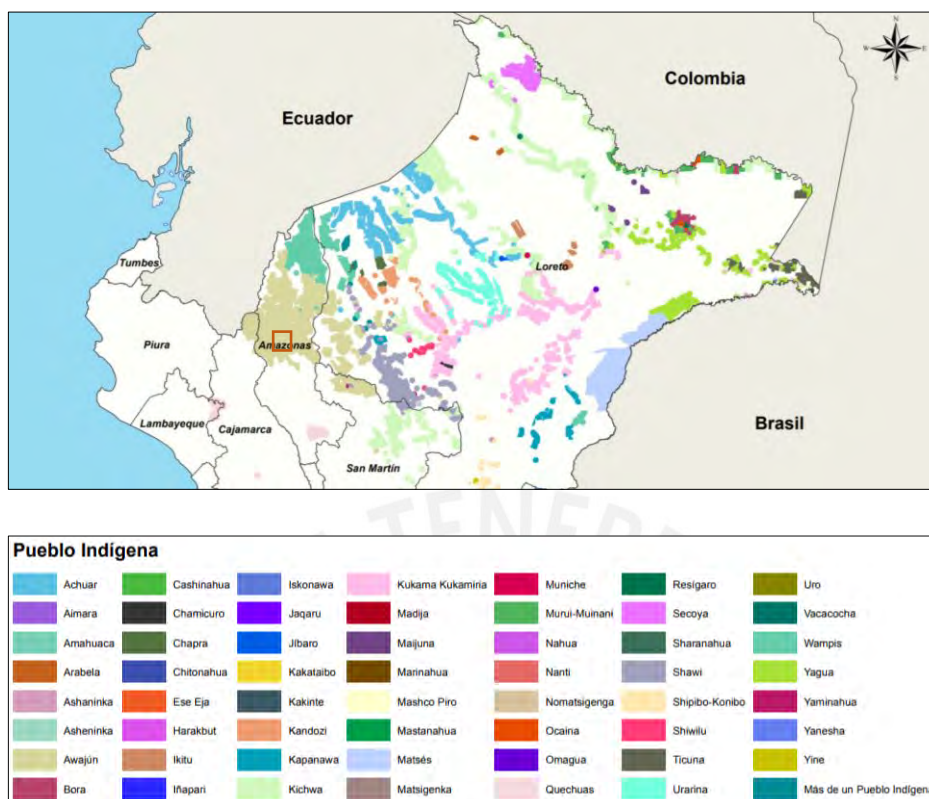 N
W E
S
Colombia
Ecuador
Tumbes
Loreto
Piura
Amazonas
Brasil
Lambayeque
Cajamarca
San Martín
TENEBR
Pueblo Indígena
Achuar Cashinahua Iskonawa Kukama Kukamiria Muniche Resígaro Uro
Aimara Chamicuro Jaqaru Madija Murui-Muinanɨ Secoya Vacacocha
Amahuaca Chapra Jíbaro Maijuna Nahua Sharanahua Wampis
Arabela Chitonahua Kakataibo Marinahua Nanti Shawi Yagua
Ashaninka Ese Eja Kakinte Mashco Piro Nomatsigenga Shipibo-Konibo Yaminahua
Asheninka Harakbut Kandozi Mastanahua Ocaina Shiwilu Yanesha
Awajún Ikitu Kapanawa Matsés Omagua Ticuna Yine
Bora Iñapari Kichwa Matsigenka Quechuas Urarina Más de un Pueblo Indígena